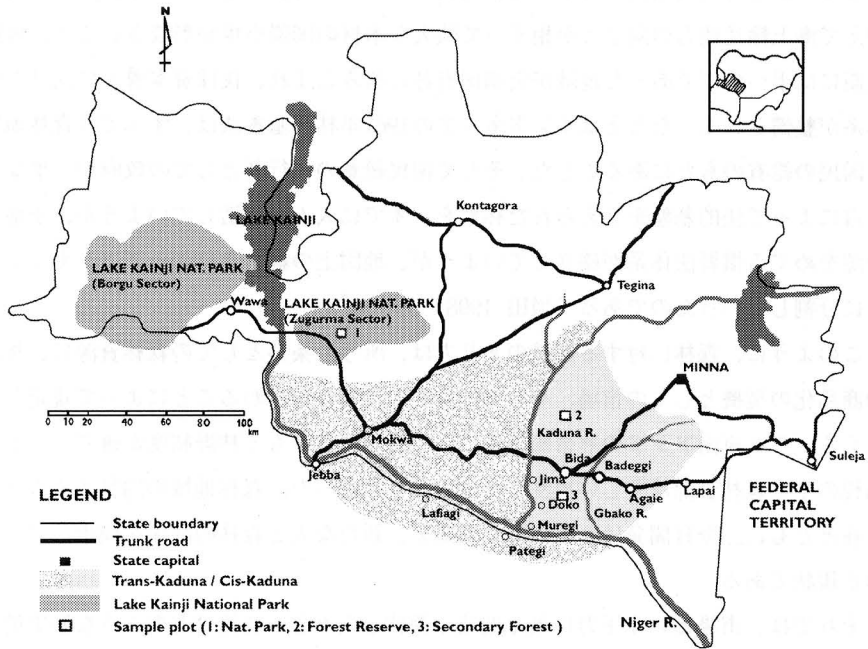 N
Kontagora
LAKE KAINJI
LAKE KAINJI NAT. PARK
(Borgu Sector)
Tegina
Wawa
LAKE KAINJI NAT. PARK
(Zugurma Sector)
1
MINNA
0 10 20 40 60 80 100
km
2
Kaduna R.
Mokwa
Bida
Suleja
Jebba
Jima
Badeggi
Lapai
Agaie
3
Doko
Gbako R.
FEDERAL
CAPITAL
TERRITORY
Lafiagi
Muregi
Pategi
Niger R.
LEGEND
State boundary
Trunk road
State capital
Trans-Kaduna / Cis-Kaduna
Lake Kainji National Park
Sample plot (1: Nat. Park, 2: Forest Reserve, 3: Secondary Forest )